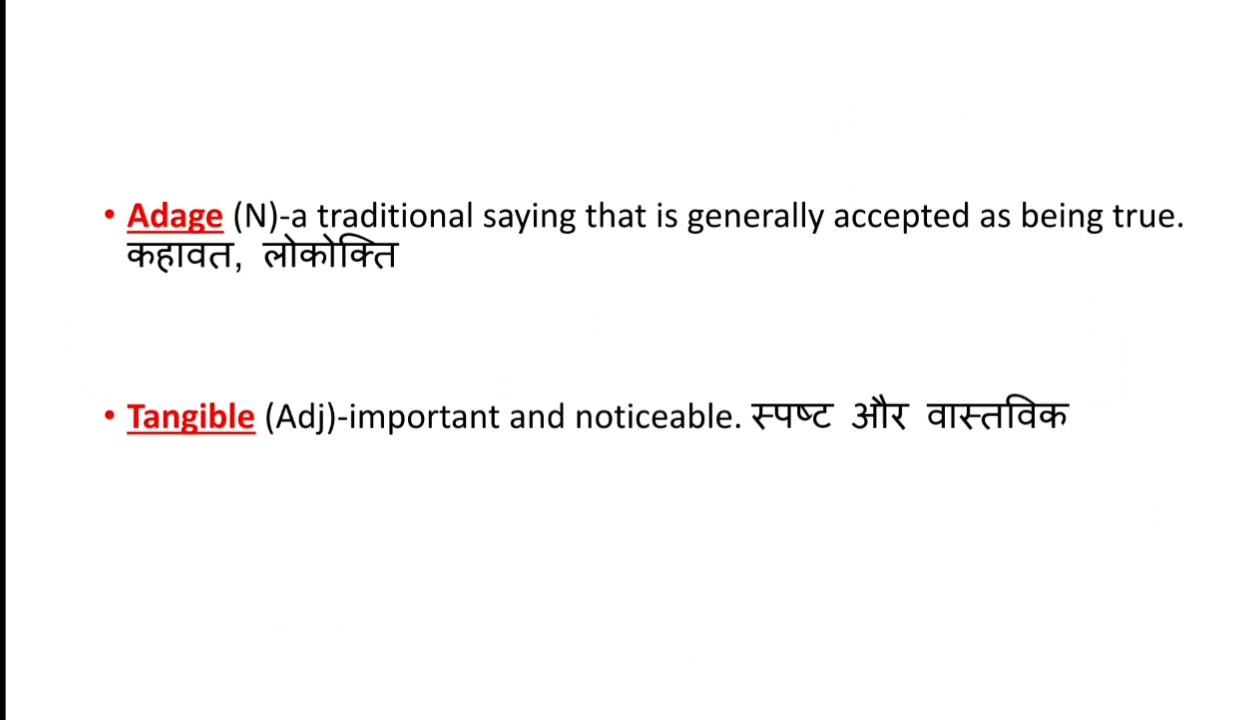 • Adage (N)-a traditional saying that is generally accepted as being true.
कहावत, लोकोक्ति
• Tangible (Adj)-important and noticeable. स्पष्ट और वास्तविक